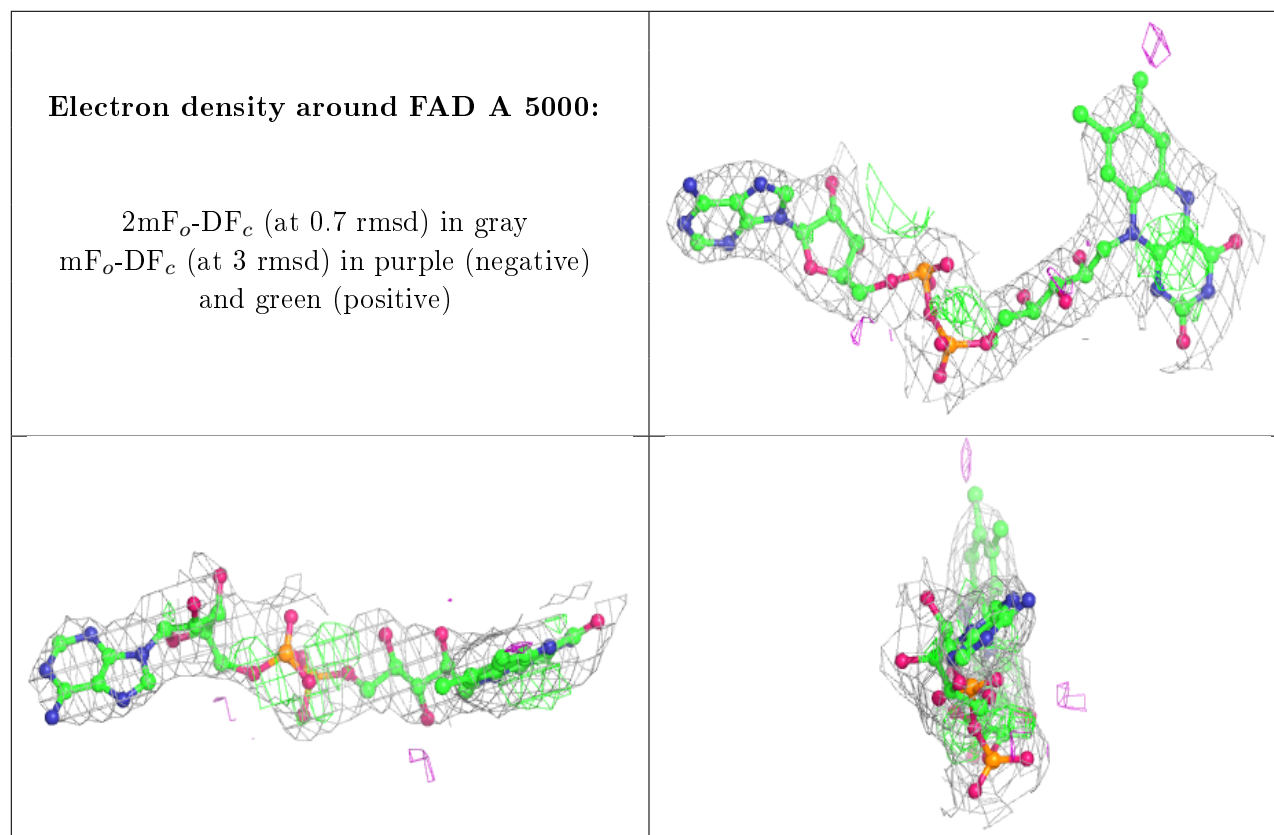 Electron density around FAD A 5000:
2mFₒ-DF𝒸 (at 0.7 rmsd) in gray
mFₒ-DF𝒸 (at 3 rmsd) in purple (negative)
and green (positive)